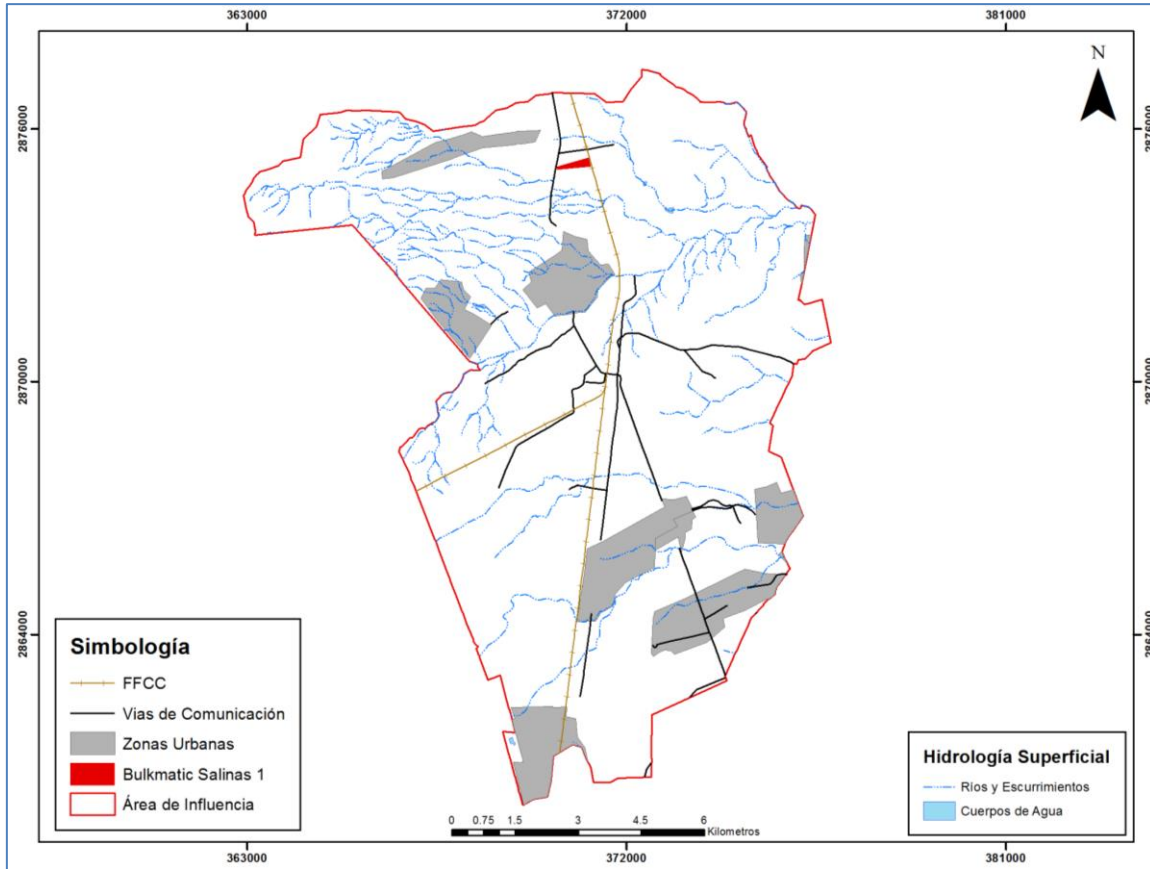 363000 372000 381000
N
2876000 2876000
2870000 2870000
2864000 2864000
Simbología
FFCC
Vias de Comunicación
Zonas Urbanas
Bulkmatic Salinas 1
Área de Influencia
Hidrología Superficial
Ríos y Escurrimientos
Cuerpos de Agua
0 0.75 1.5 3 4.5 6
Kilometros
363000 372000 381000